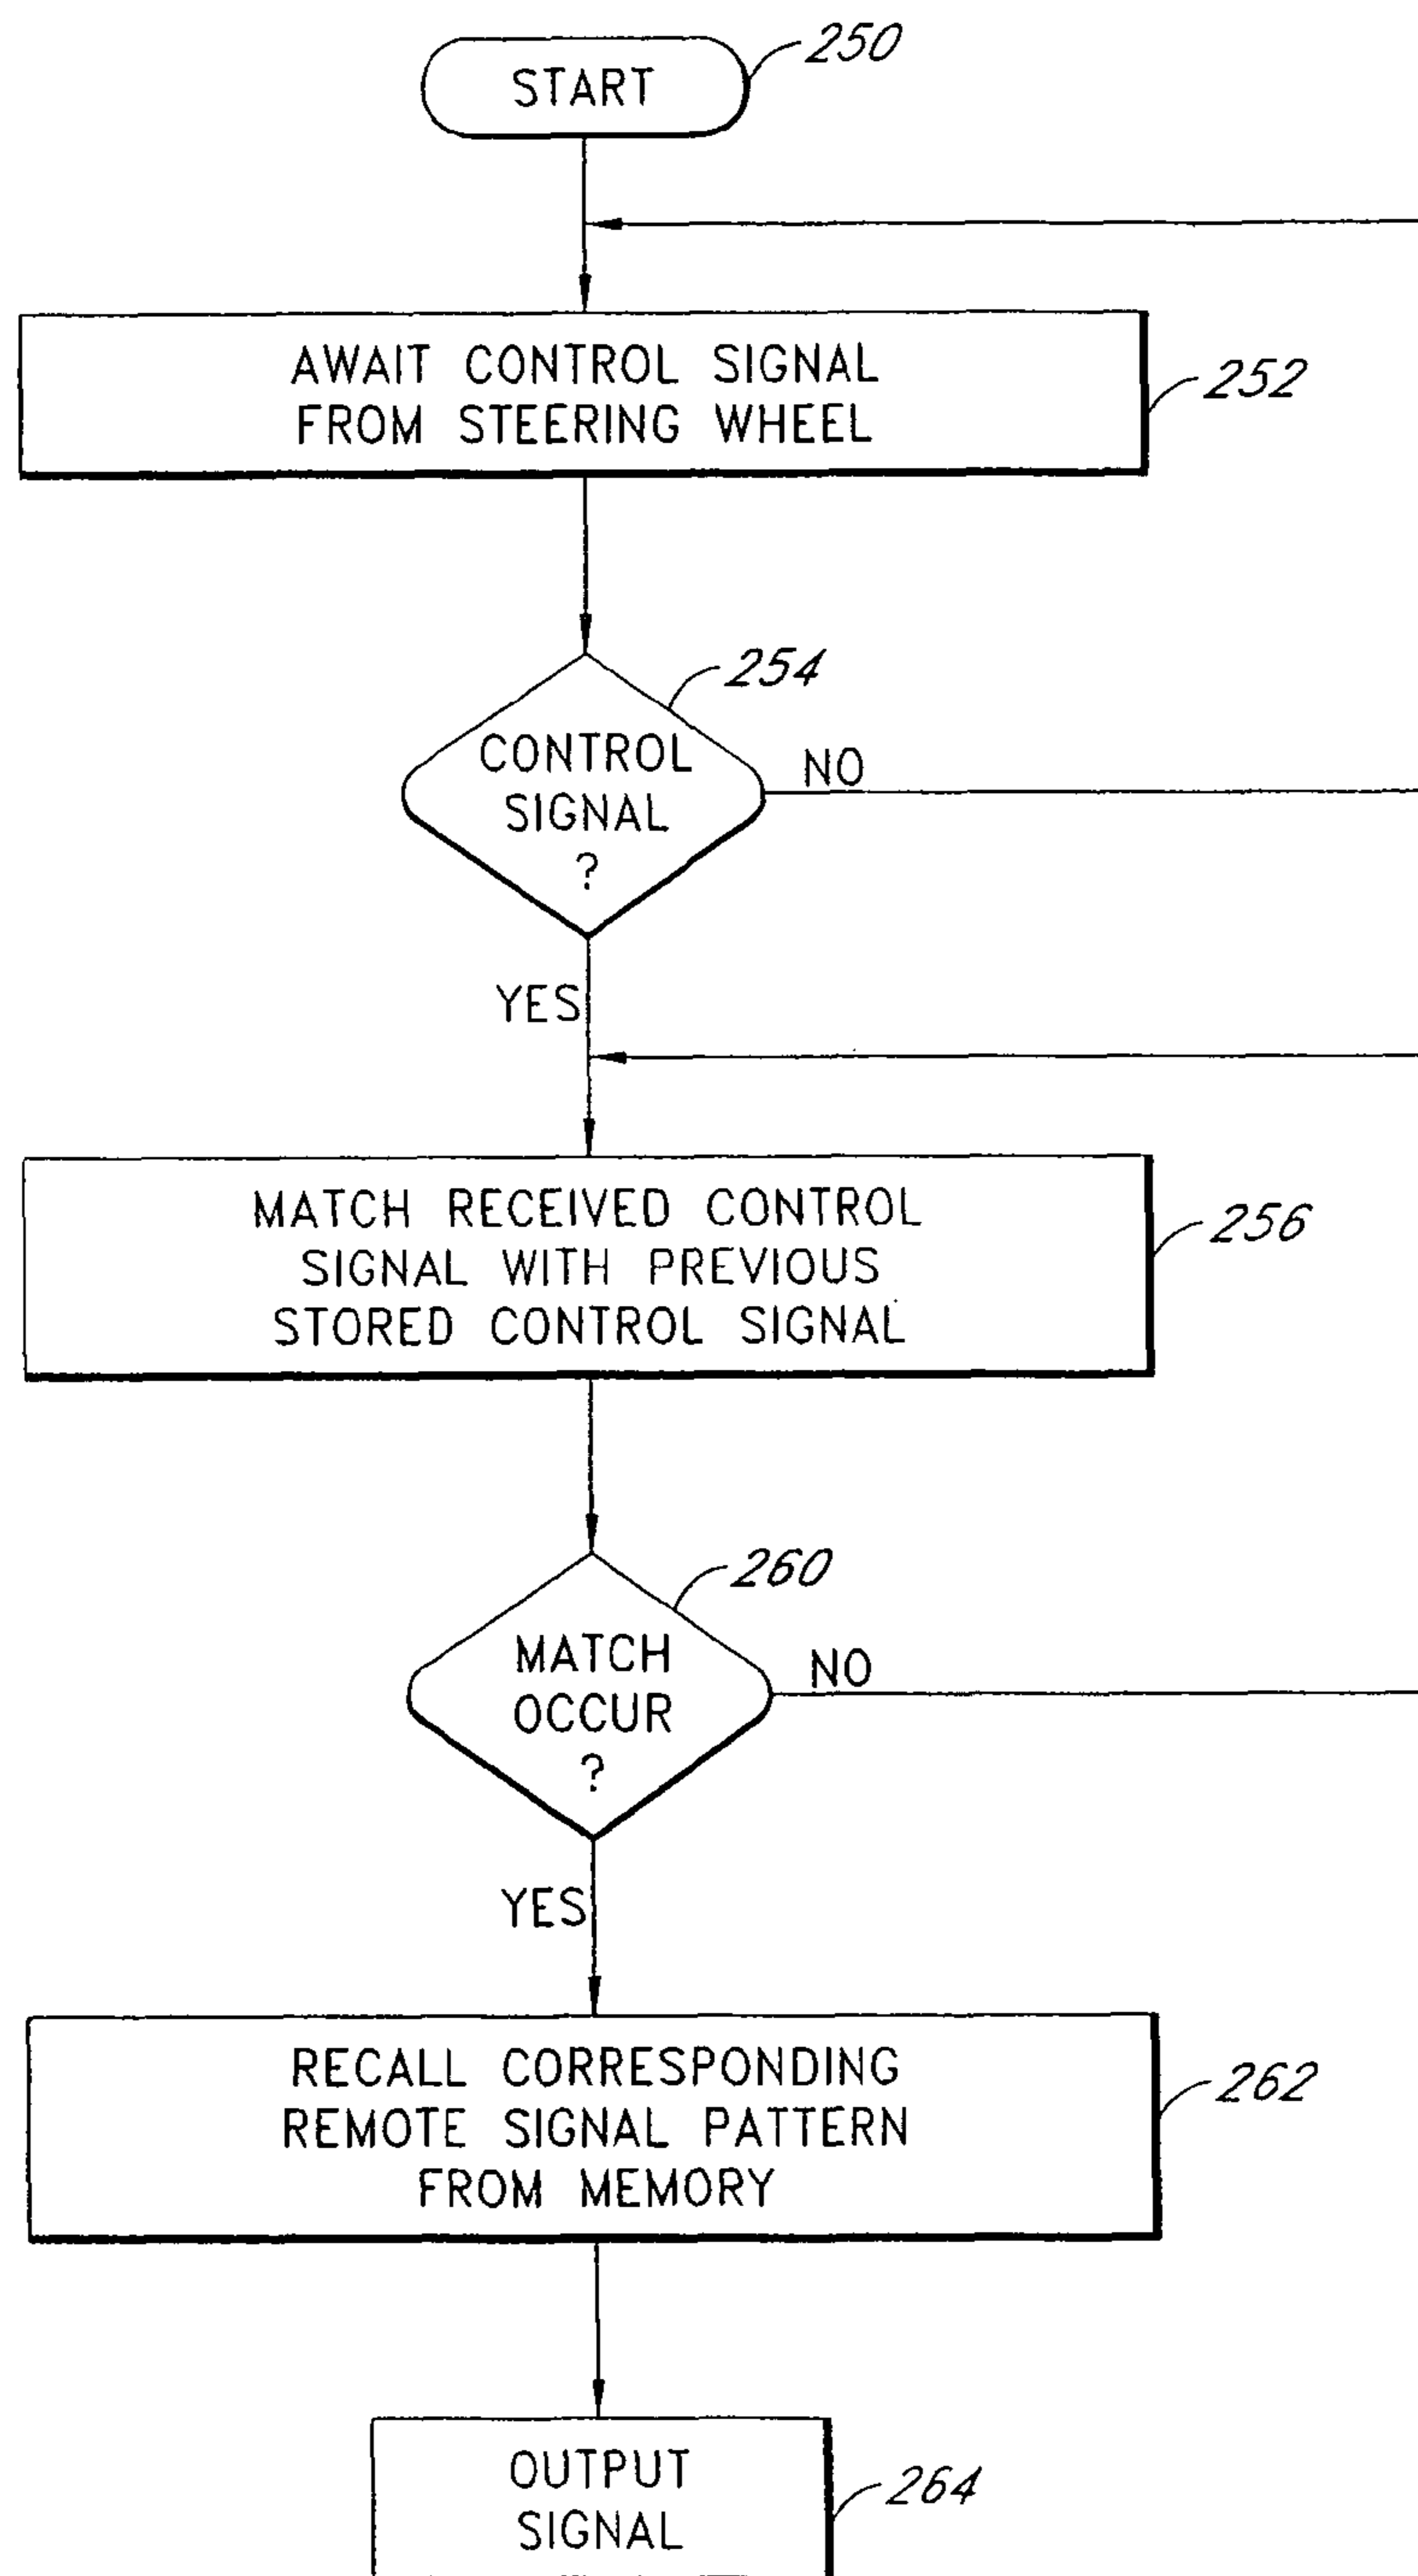 START
250
AWAIT CONTROL SIGNAL
FROM STEERING WHEEL
252
254
CONTROL
SIGNAL
?
NO
YES
MATCH RECEIVED CONTROL
SIGNAL WITH PREVIOUS
STORED CONTROL SIGNAL
256
260
MATCH
OCCUR
?
NO
YES
RECALL CORRESPONDING
REMOTE SIGNAL PATTERN
FROM MEMORY
262
OUTPUT
SIGNAL
264